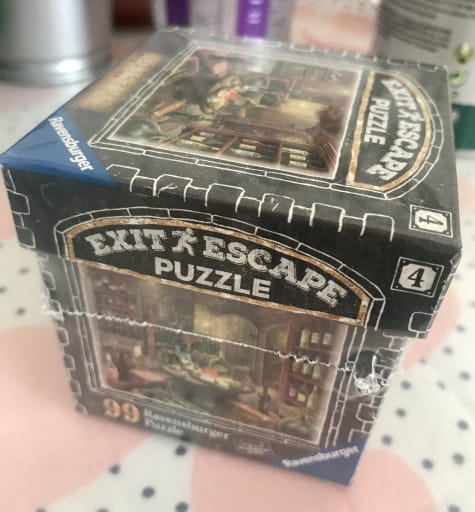 Ravensburger
EXIT ESCAPE
PUZZLE
4
EXIT ESCAPE
PUZZLE
4
99 Ravensburger
Puzzle
Ravensburger